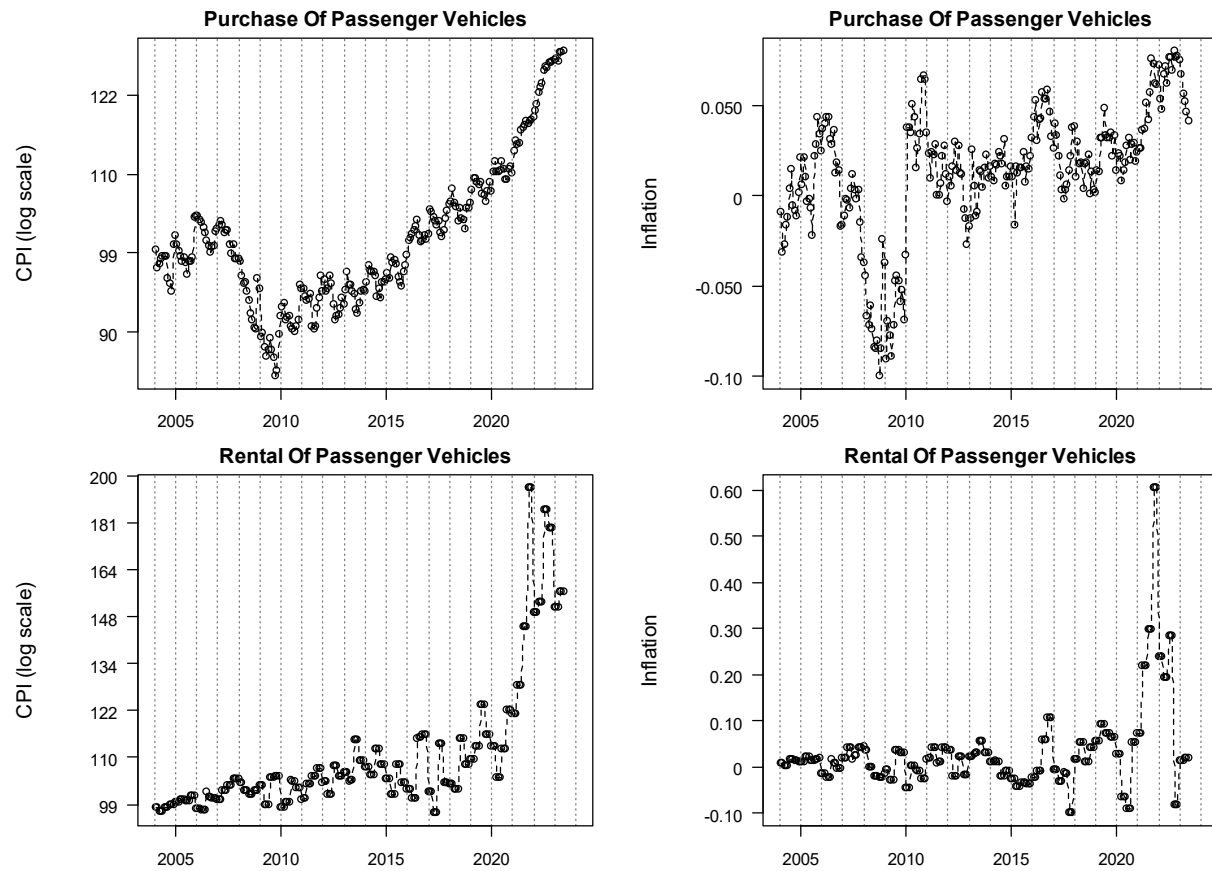 Purchase Of Passenger Vehicles
CPI (log scale)
122
110
99
90
2005 2010 2015 2020
Purchase Of Passenger Vehicles
Inflation
0.050
0
-0.050
-0.10
2005 2010 2015 2020
Rental Of Passenger Vehicles
CPI (log scale)
200
181
164
148
134
122
110
99
2005 2010 2015 2020
Rental Of Passenger Vehicles
Inflation
0.60
0.50
0.40
0.30
0.20
0.10
0
-0.10
2005 2010 2015 2020